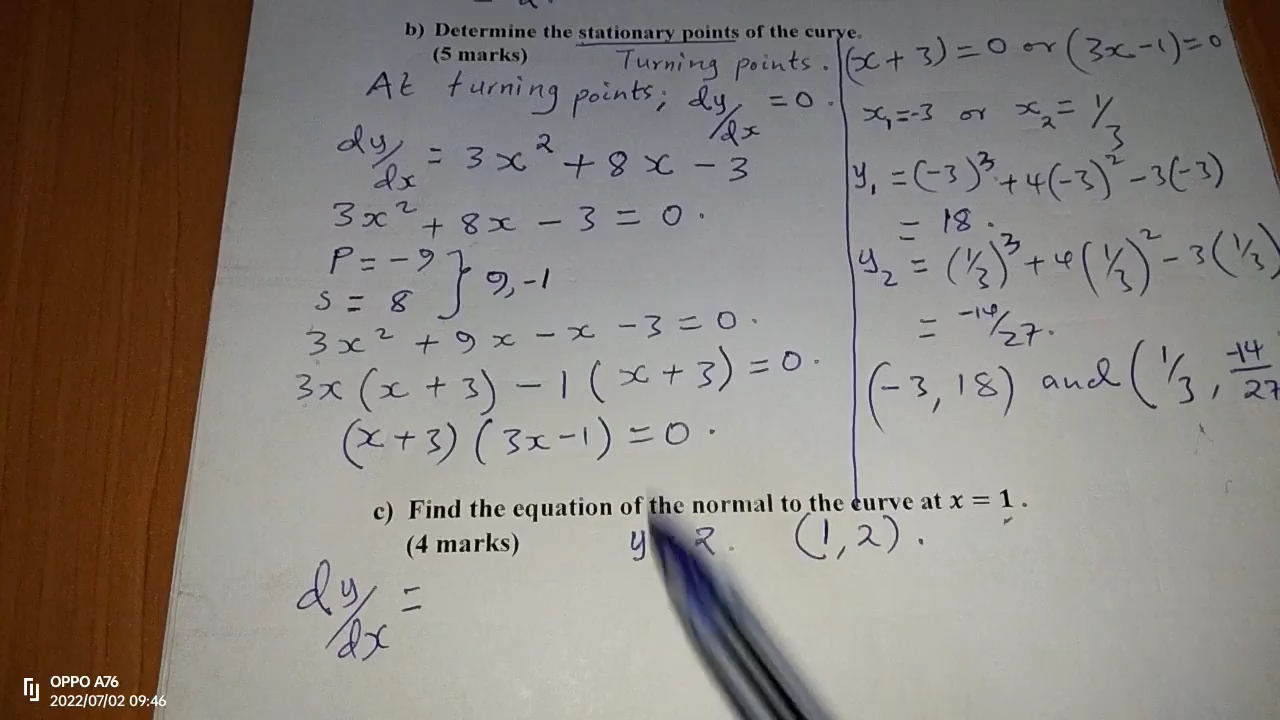 b) Determine the stationary points of the curve.
(5 marks) Turning points.
At turning points; dy/dx = 0.
dy/dx = 3x² + 8x - 3
3x² + 8x - 3 = 0.
P = -9
S = 8 } 9, -1
3x² + 9x - x - 3 = 0.
3x(x + 3) - 1(x + 3) = 0.
(x + 3)(3x - 1) = 0.
(x + 3) = 0 or (3x - 1) = 0
x₁ = -3 or x₂ = 1/3
y₁ = (-3)³ + 4(-3)² - 3(-3)
= 18.
y₂ = (1/3)³ + 4(1/3)² - 3(1/3)
= -14/27.
(-3, 18) and (1/3, -14/27
c) Find the equation of the normal to the curve at x = 1.
(4 marks) y 2. (1, 2).
dy/dx =
OPPO A76
2022/07/02 09:46